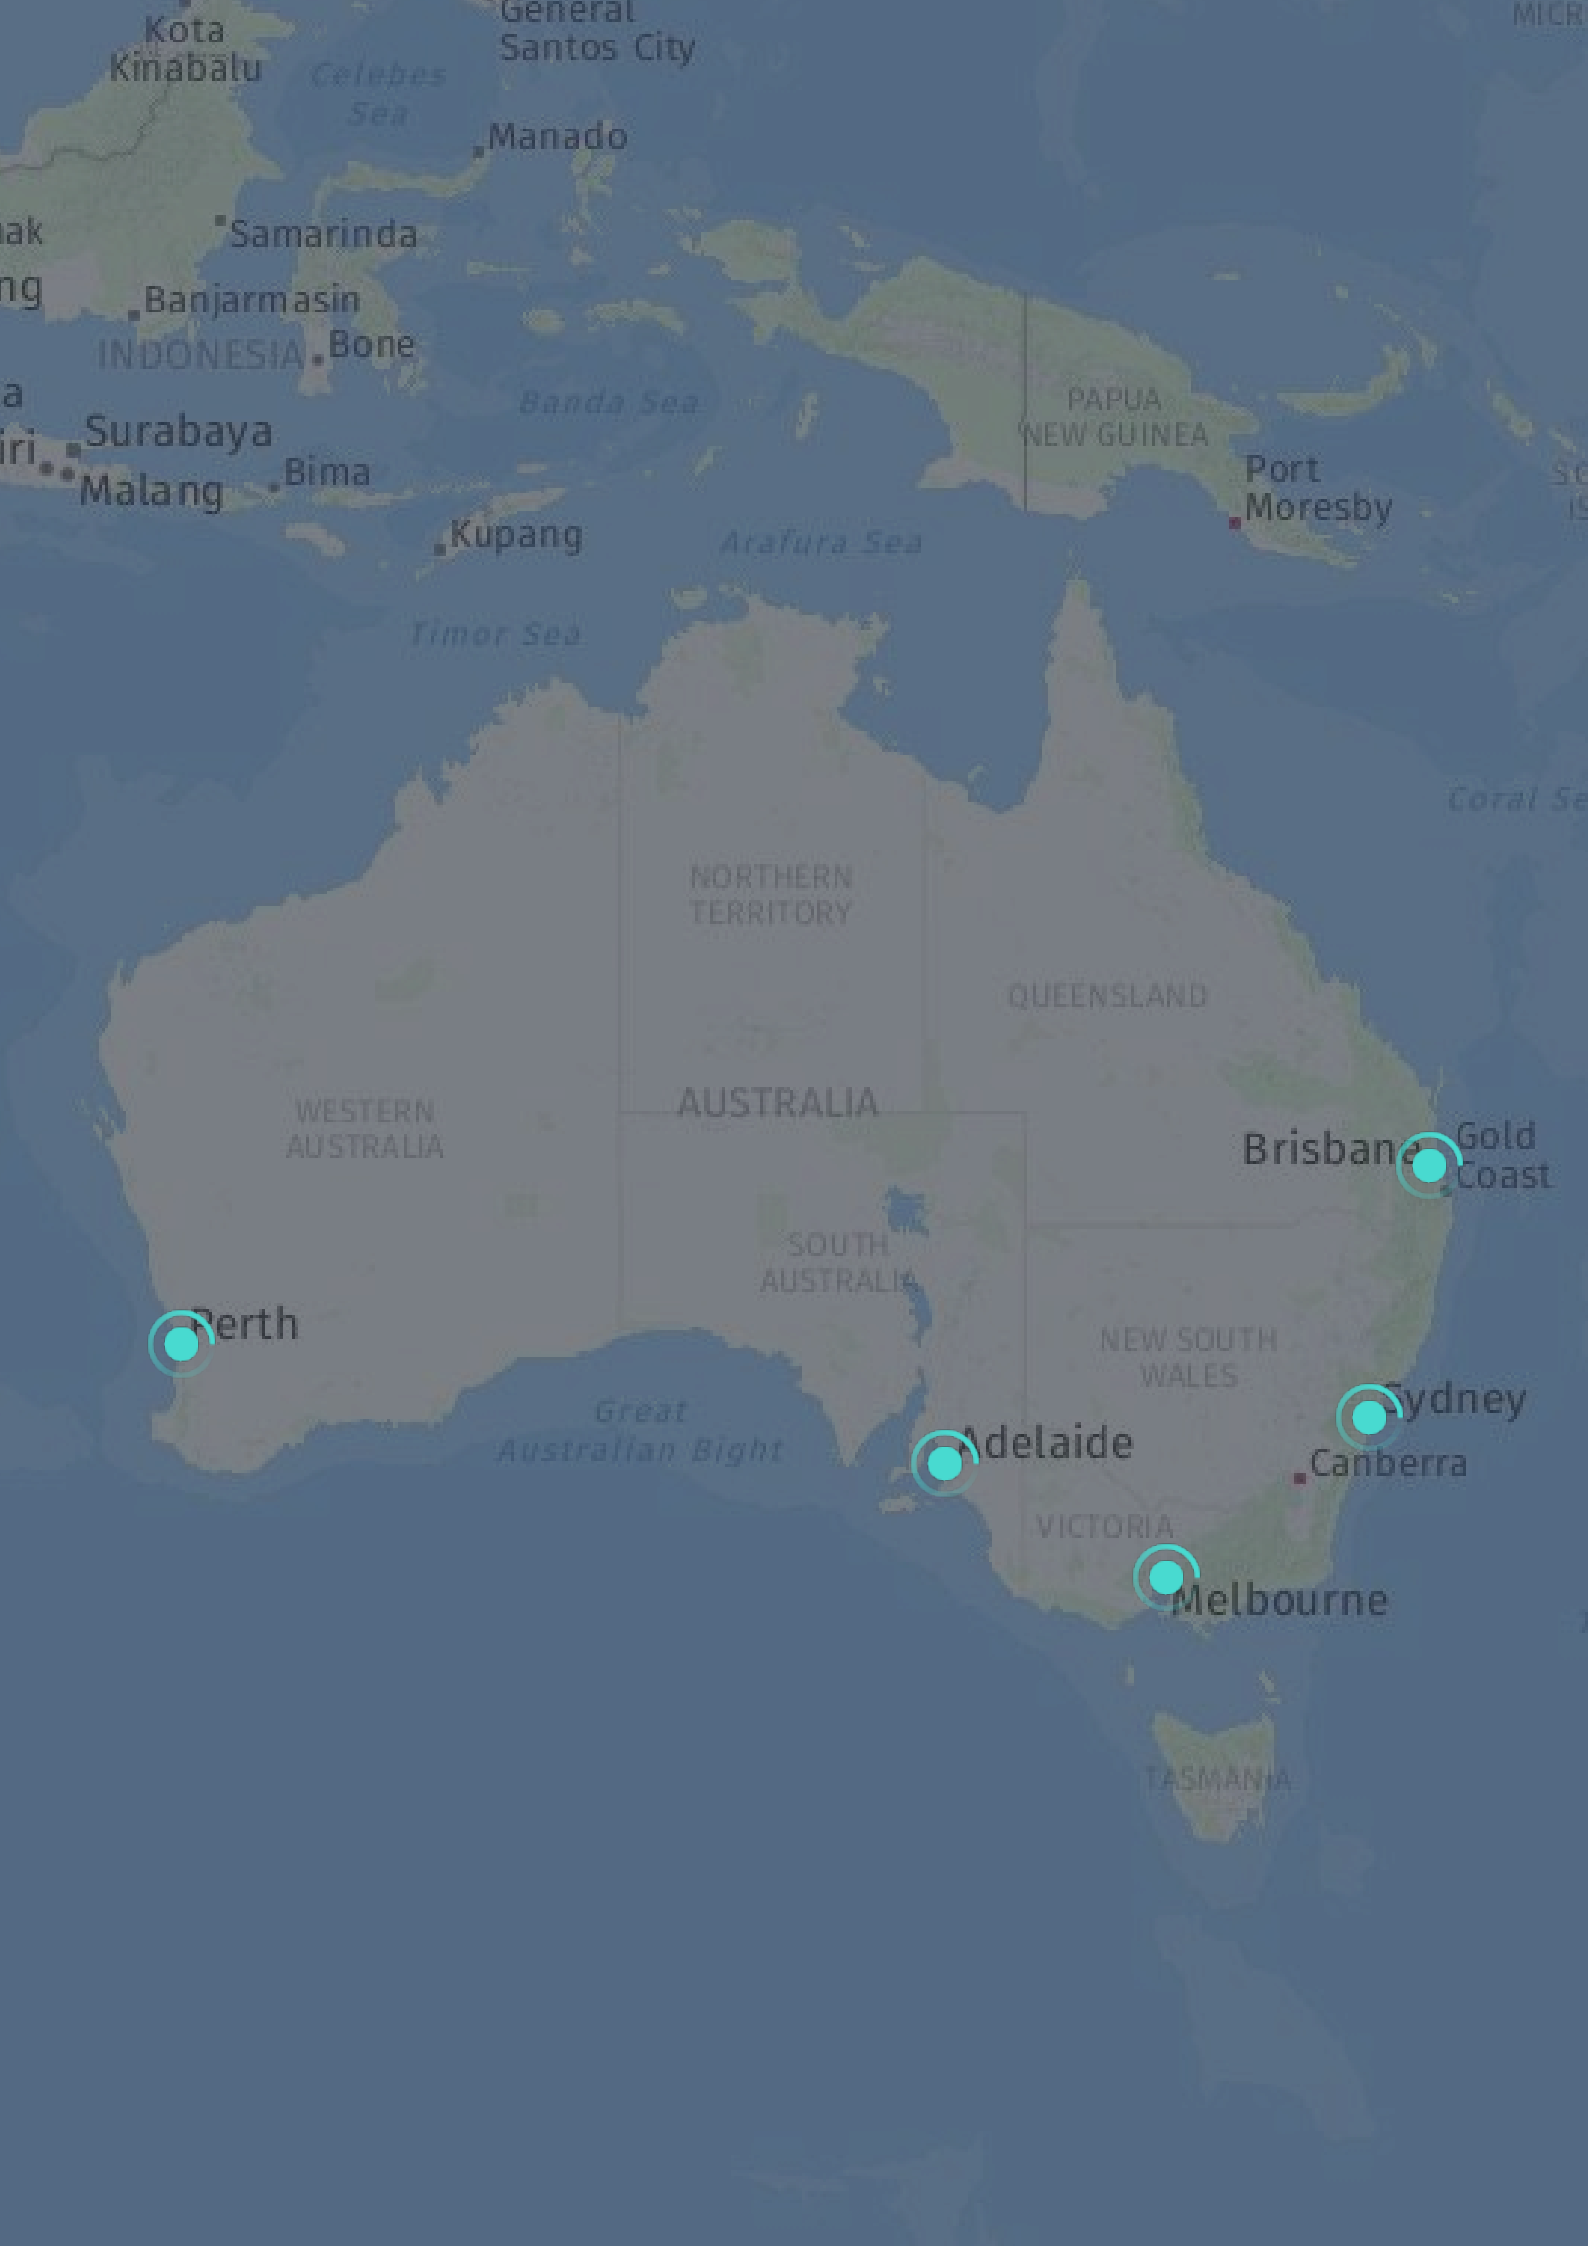 Kota
Kinabalu
General
Santos City
Celebes
Sea
Manado
Samarinda
Banjarmasin
INDONESIA
Bone
Banda Sea
PAPUA
NEW GUINEA
Surabaya
Malang
Bima
Port
Moresby
Kupang
Arafura Sea
Timor Sea
Coral Se
NORTHERN
TERRITORY
QUEENSLAND
AUSTRALIA
WESTERN
AUSTRALIA
Brisbane
Gold
Coast
SOUTH
AUSTRALIA
Perth
NEW SOUTH
WALES
Great
Australian Bight
Sydney
Adelaide
Canberra
VICTORIA
Melbourne
TASMANIA